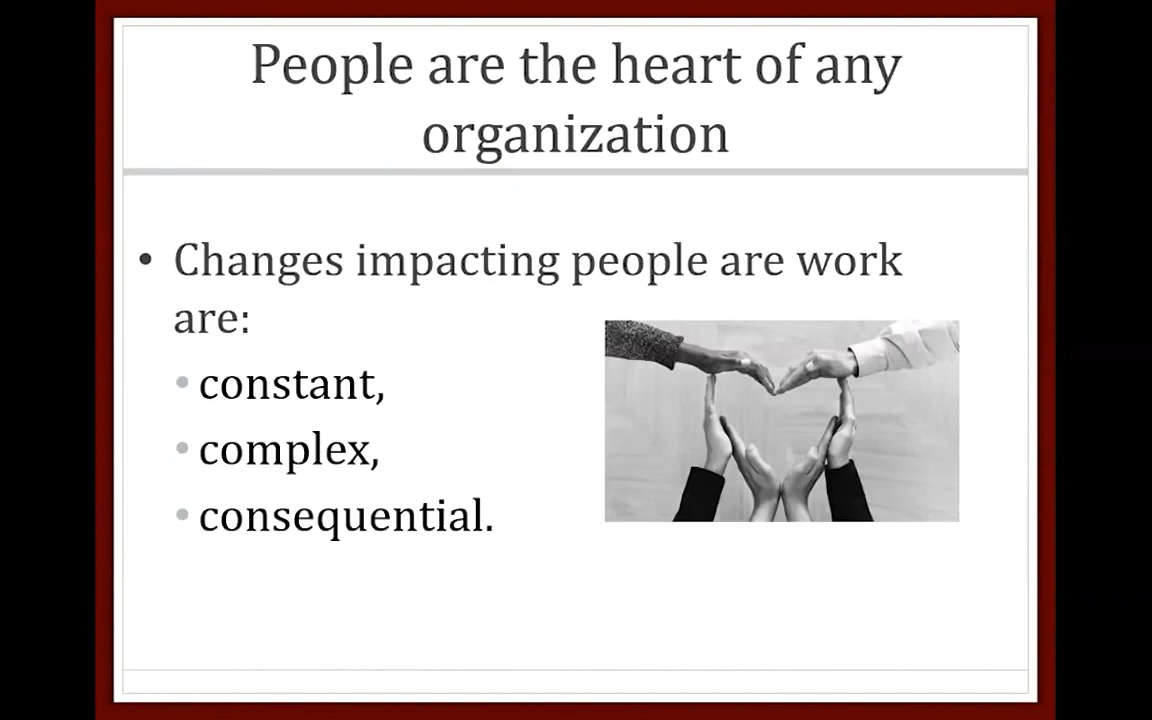 People are the heart of any
organization
• Changes impacting people are work
are:
• constant,
• complex,
• consequential.